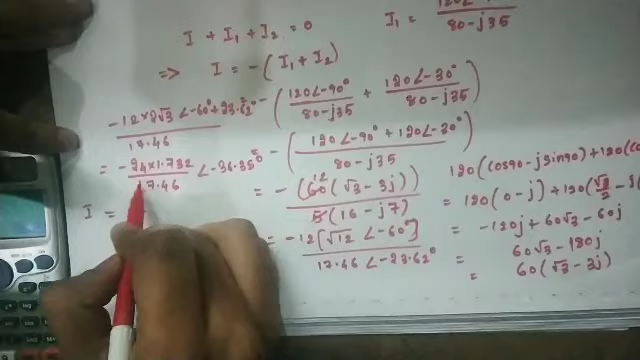 I + I₁ + I₂ = 0
I₁ = 120∠ / 80 - j35
=> I = -(I₁ + I₂)
-(120∠-90° / 80 - j35 + 120∠-30° / 80 - j35)
-12×2√3 ∠-60°+23.62° / 17.46
-(120∠-90° + 120∠-30° / 80 - j35)
= -24×1.732 / 17.46 ∠-36.38°
= -(60(√3 - 3j)) 12 / 5(16 - j7)
I =
= -12[√12 ∠-60°] / 17.46∠-23.62°
120(cos90 - jsin90) + 120(co
= 120(0 - j) + 120(√3/2 - j
= -120j + 60√3 - 60j
= 60√3 - 180j
= 60(√3 - 3j)